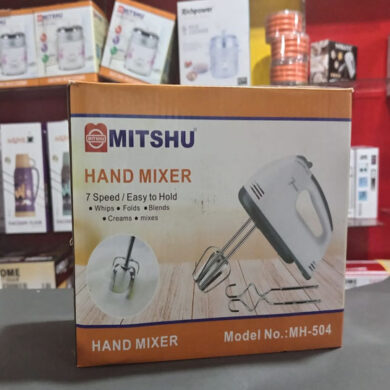 Richpower
MITSHU
HAND MIXER
7 Speed / Easy to Hold
• Whips • Folds • Blends
• Creams • mixes
HAND MIXER
Model No.:MH-504